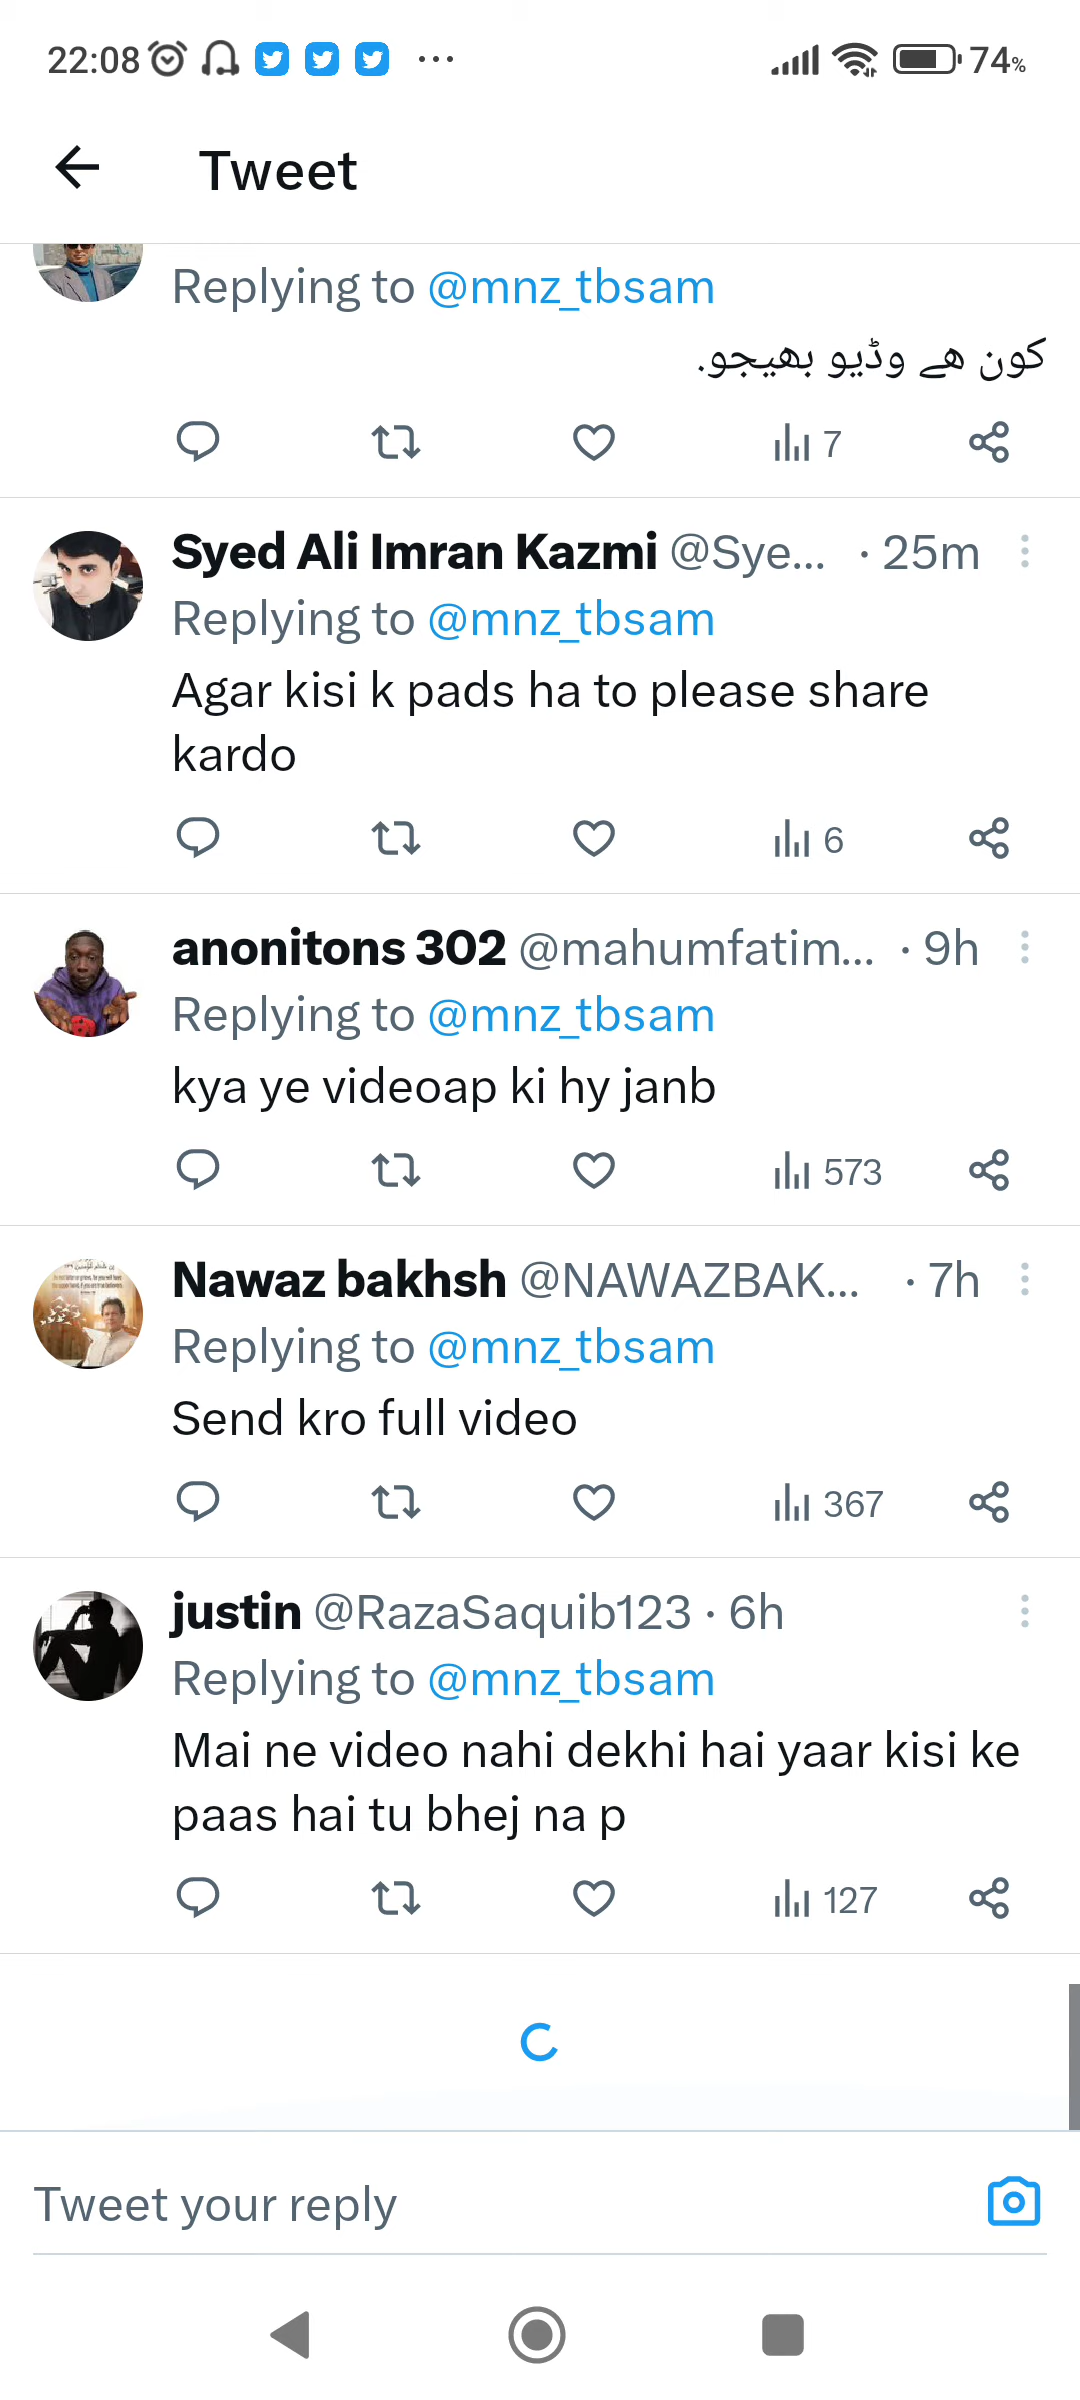 22:08 74%
Tweet
Replying to @mnz_tbsam
کون ھے وڈیو بھیجو.
7
Syed Ali Imran Kazmi @Sye... · 25m
Replying to @mnz_tbsam
Agar kisi k pads ha to please share
kardo
6
anonitons 302 @mahumfatim... · 9h
Replying to @mnz_tbsam
kya ye videoap ki hy janb
573
Nawaz bakhsh @NAWAZBAK... · 7h
Replying to @mnz_tbsam
Send kro full video
367
justin @RazaSaquib123 · 6h
Replying to @mnz_tbsam
Mai ne video nahi dekhi hai yaar kisi ke
paas hai tu bhej na p
127
Tweet your reply